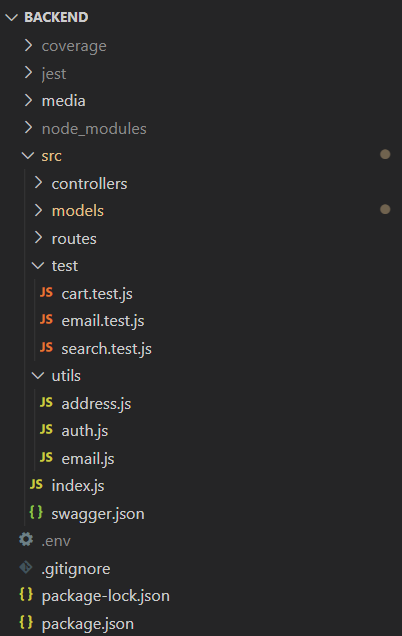 BACKEND
coverage
jest
media
node_modules
src
controllers
models
routes
test
JS cart.test.js
JS email.test.js
JS search.test.js
utils
JS address.js
JS auth.js
JS email.js
JS index.js
{} swagger.json
.env
.gitignore
{} package-lock.json
{} package.json